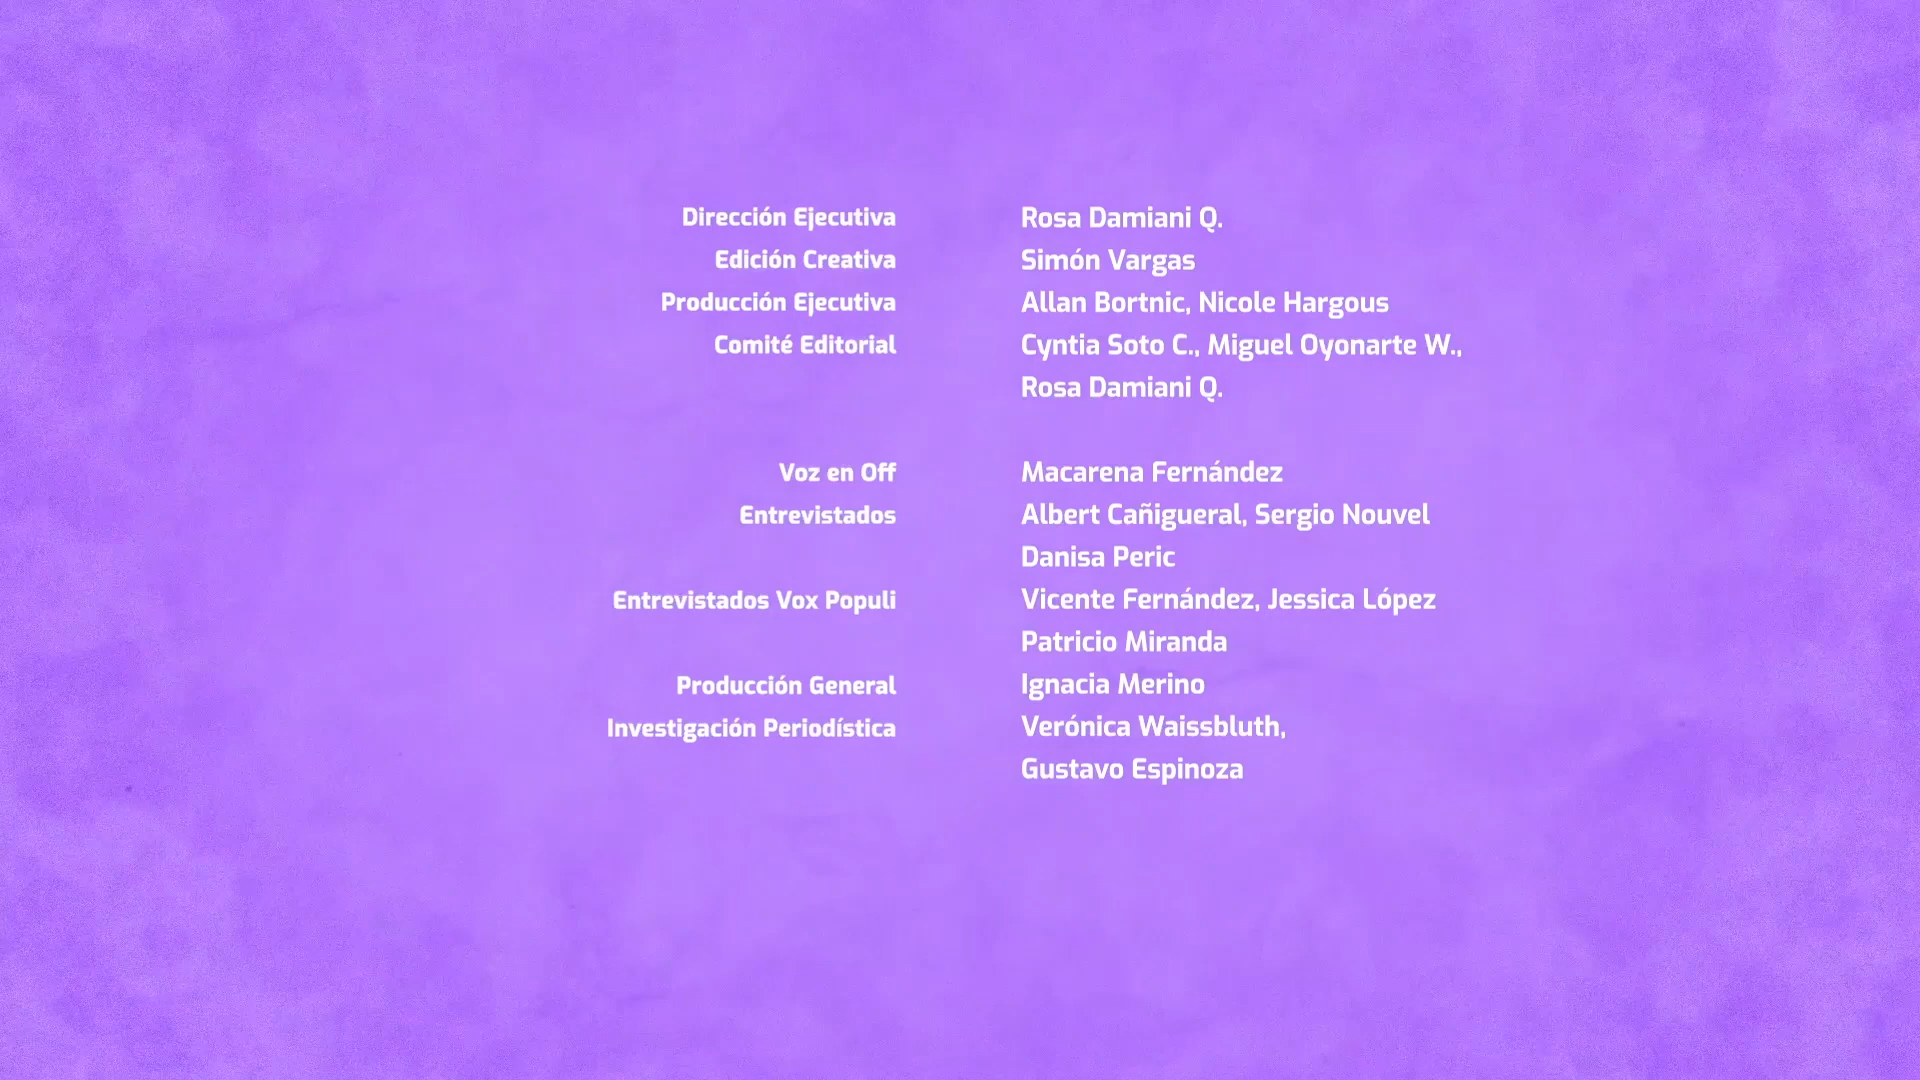 Dirección Ejecutiva Rosa Damiani Q.
Edición Creativa Simón Vargas
Producción Ejecutiva Allan Bortnic, Nicole Hargous
Comité Editorial Cyntia Soto C., Miguel Oyonarte W.,
Rosa Damiani Q.
Voz en Off Macarena Fernández
Entrevistados Albert Cañigueral, Sergio Nouvel
Danisa Peric
Entrevistados Vox Populi Vicente Fernández, Jessica López
Patricio Miranda
Producción General Ignacia Merino
Investigación Periodística Verónica Waissbluth,
Gustavo Espinoza